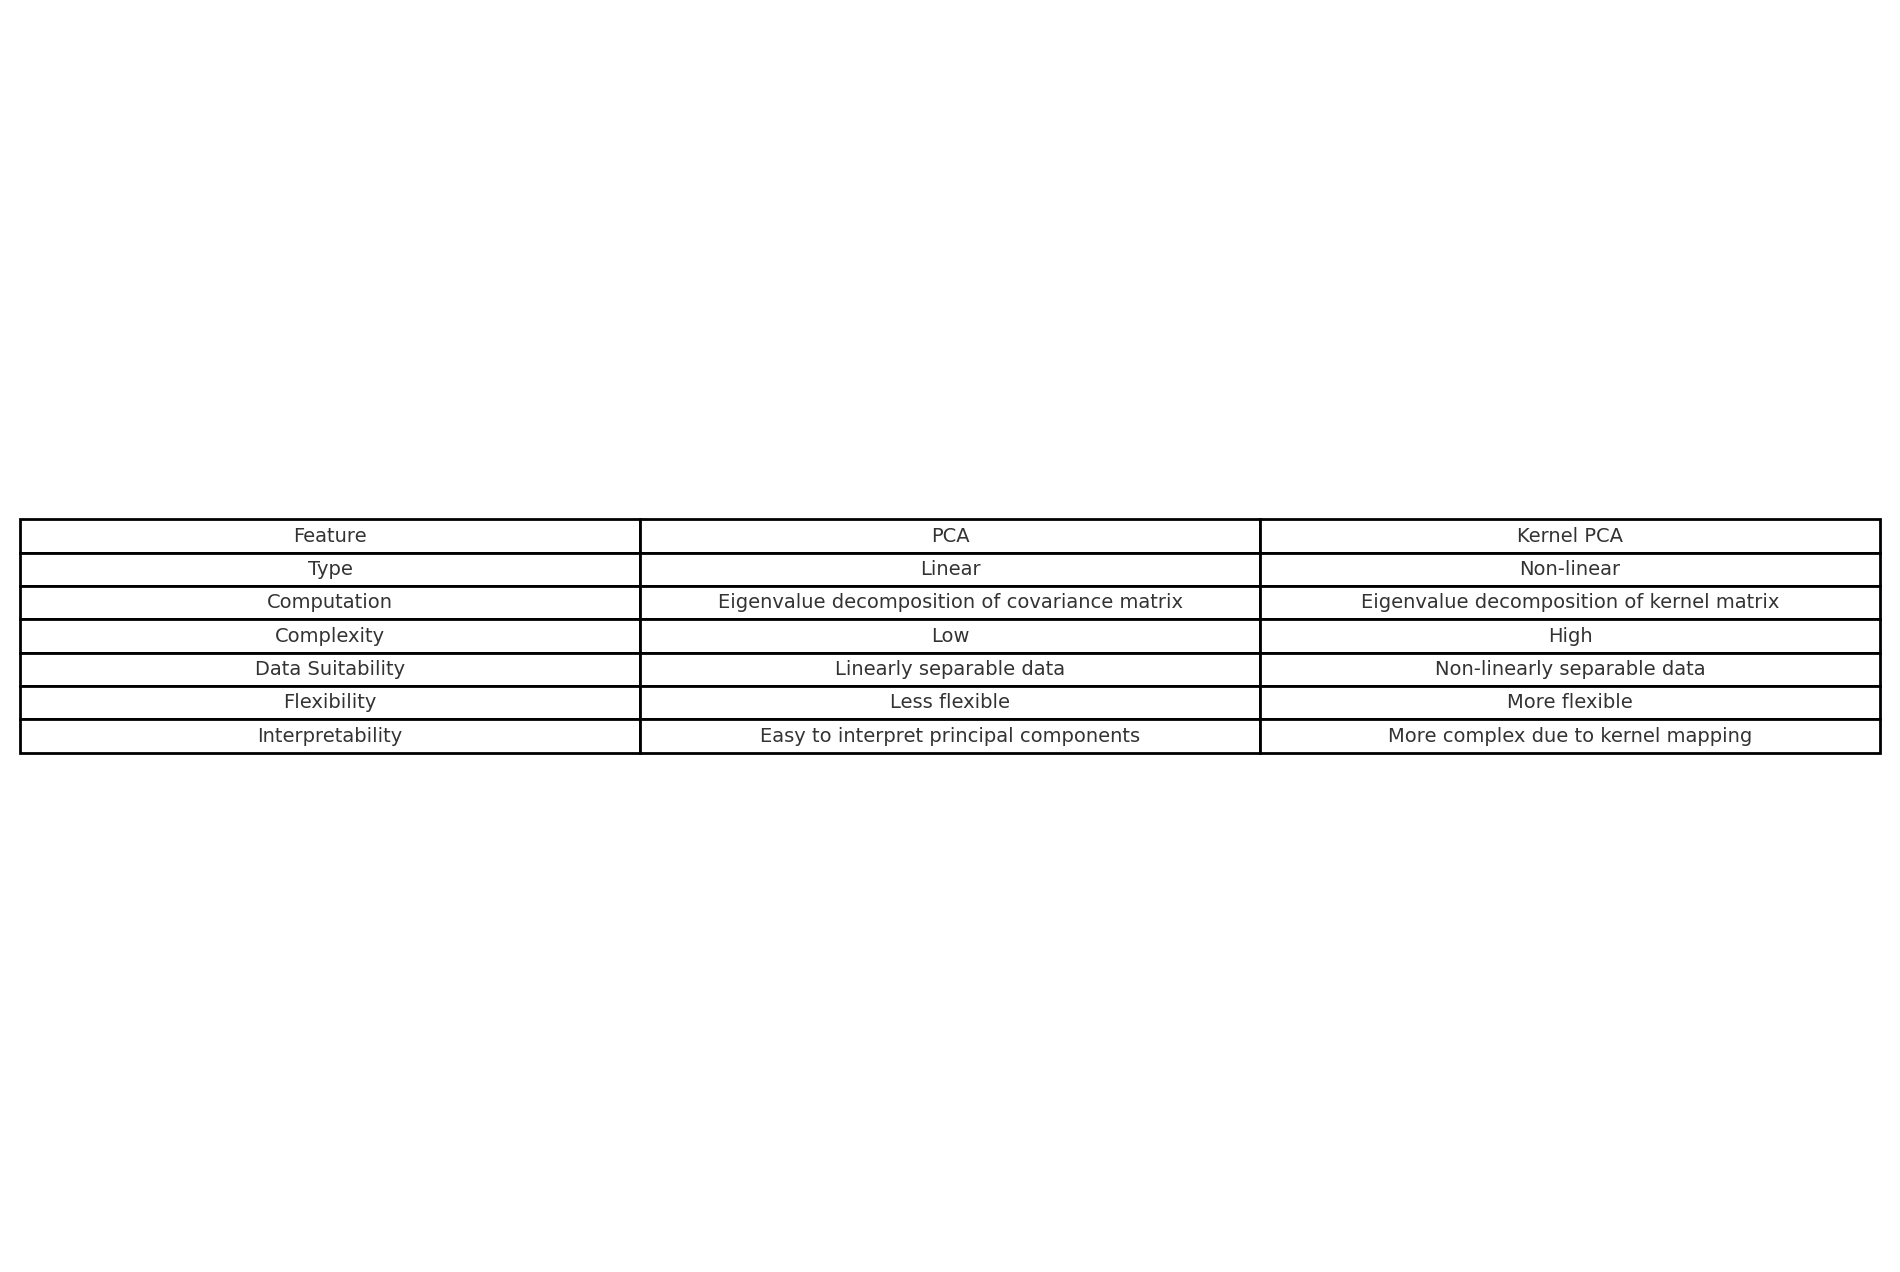 Feature PCA Kernel PCA
Type Linear Non-linear
Computation Eigenvalue decomposition of covariance matrix Eigenvalue decomposition of kernel matrix
Complexity Low High
Data Suitability Linearly separable data Non-linearly separable data
Flexibility Less flexible More flexible
Interpretability Easy to interpret principal components More complex due to kernel mapping